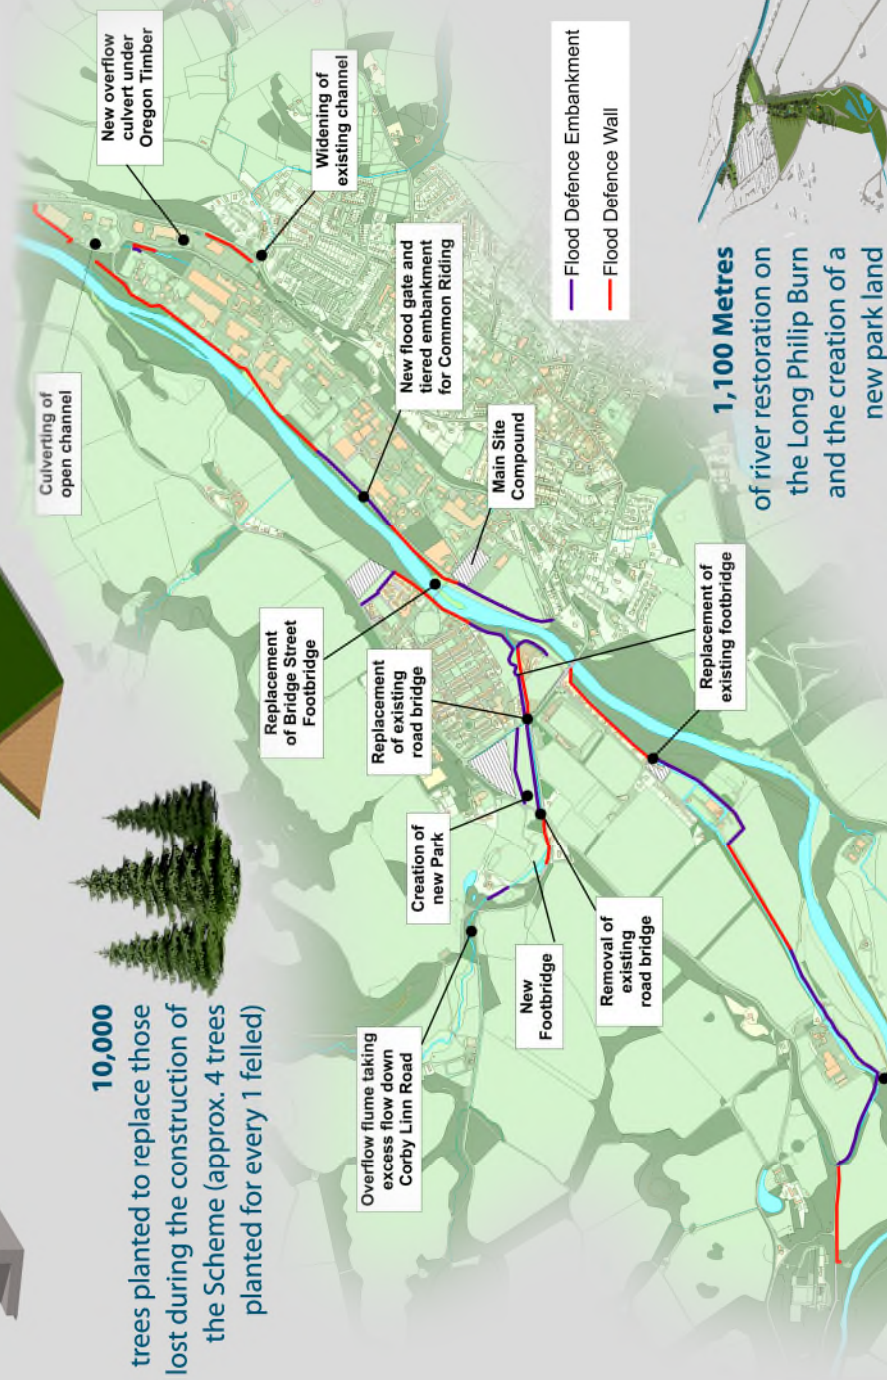 10,000
trees planted to replace those
lost during the construction of
the Scheme (approx. 4 trees
planted for every 1 felled)
Culverting of
open channel
New overflow
culvert under
Oregon Timber
Widening of
existing channel
New flood gate and
tiered embankment
for Common Riding
Main Site
Compound
Replacement
of Bridge Street
Footbridge
Replacement
of existing
road bridge
Creation of
new Park
Overflow flume taking
excess flow down
Corby Linn Road
New
Footbridge
Removal of
existing
road bridge
Replacement of
existing footbridge
Flood Defence Embankment
Flood Defence Wall
1,100 Metres
of river restoration on
the Long Philip Burn
and the creation of a
new park land